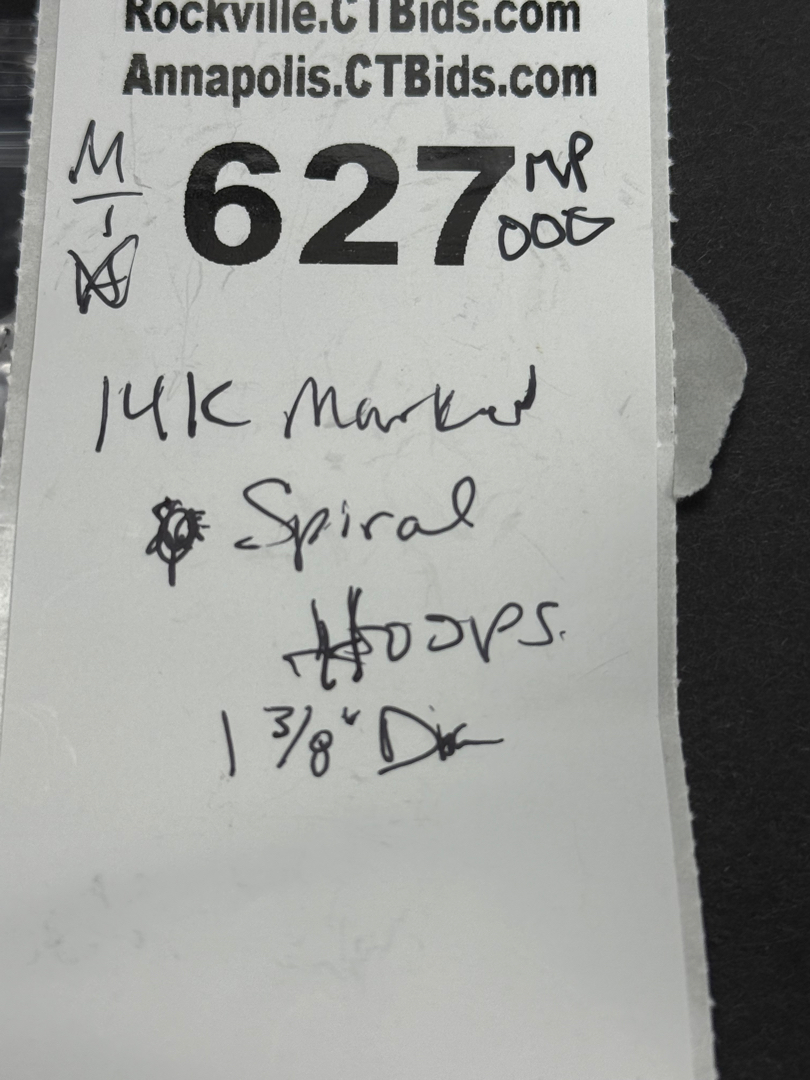 Rockville.CTBids.com
Annapolis.CTBids.com
M
1
627
MP
000
14K Marked
Spiral
Hoops.
1 3/8" Dia